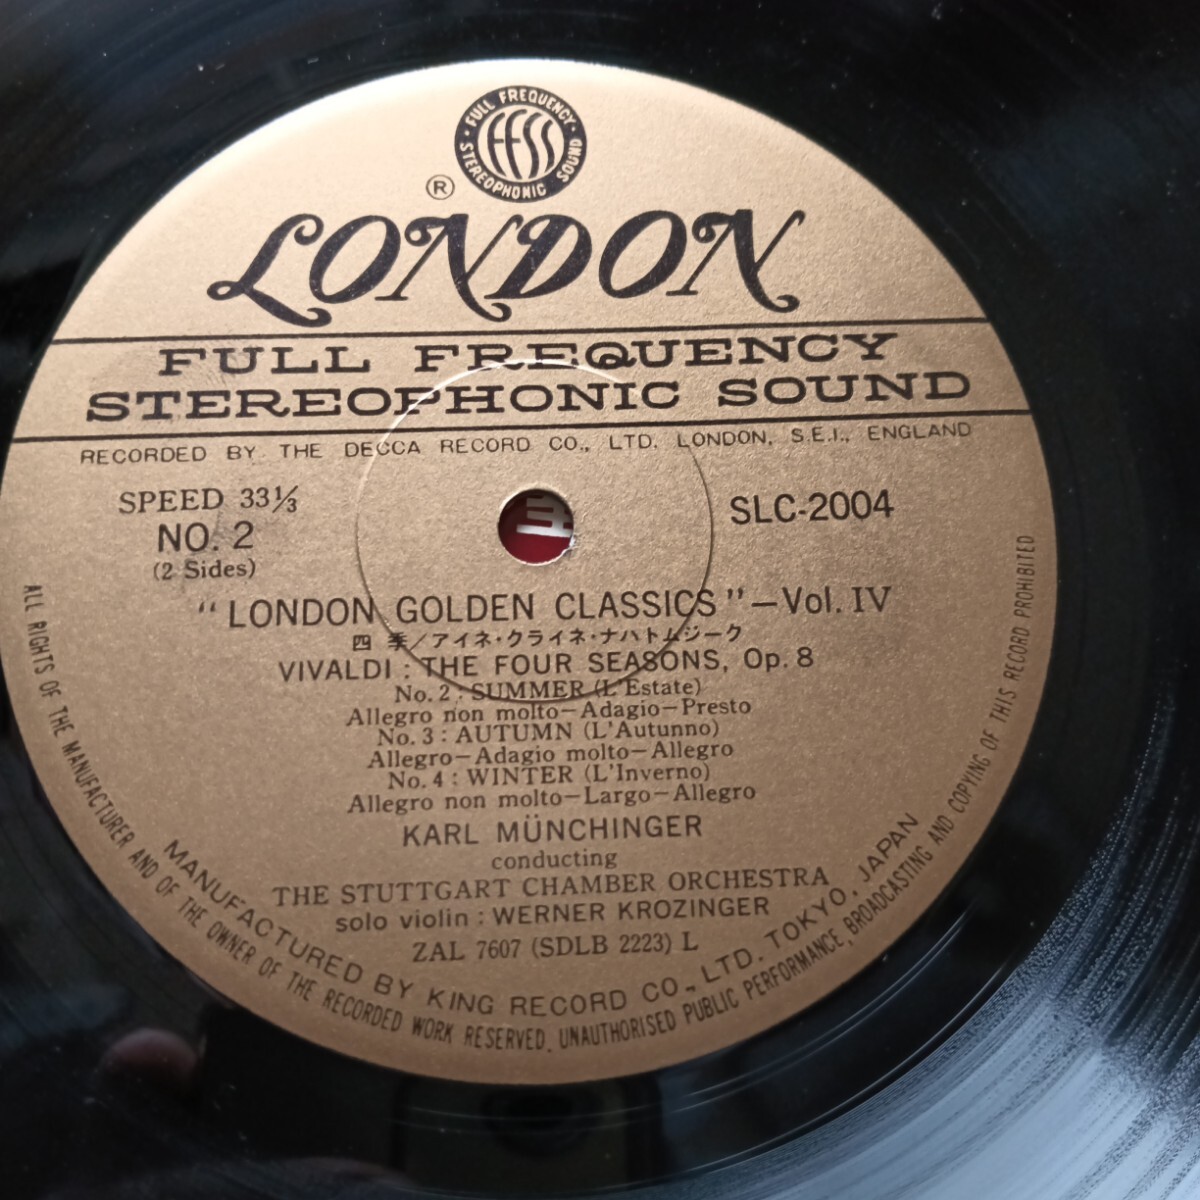 FULL FREQUENCY
FFSS
STEREOPHONIC SOUND
®
LONDON
FULL FREQUENCY
STEREOPHONIC SOUND
RECORDED BY THE DECCA RECORD CO., LTD. LONDON, S.E.I., ENGLAND
SPEED 33⅓
NO. 2
(2 Sides)
SLC-2004
"LONDON GOLDEN CLASSICS"—Vol. IV
四 季/アイネ・クライネ・ナハトムジーク
VIVALDI : THE FOUR SEASONS, Op. 8
No. 2 : SUMMER (L'Estate)
Allegro non molto—Adagio—Presto
No. 3 : AUTUMN (L'Autunno)
Allegro—Adagio molto—Allegro
No. 4 : WINTER (L'Inverno)
Allegro non molto—Largo—Allegro
KARL MÜNCHINGER
conducting
THE STUTTGART CHAMBER ORCHESTRA
solo violin : WERNER KROZINGER
ZAL 7607 (SDLB 2223) L
MANUFACTURED BY KING RECORD CO., LTD. TOKYO, JAPAN
ALL RIGHTS OF THE MANUFACTURER AND OF THE OWNER OF THE RECORDED WORK RESERVED. UNAUTHORISED PUBLIC PERFORMANCE, BROADCASTING AND COPYING OF THIS RECORD PROHIBITED